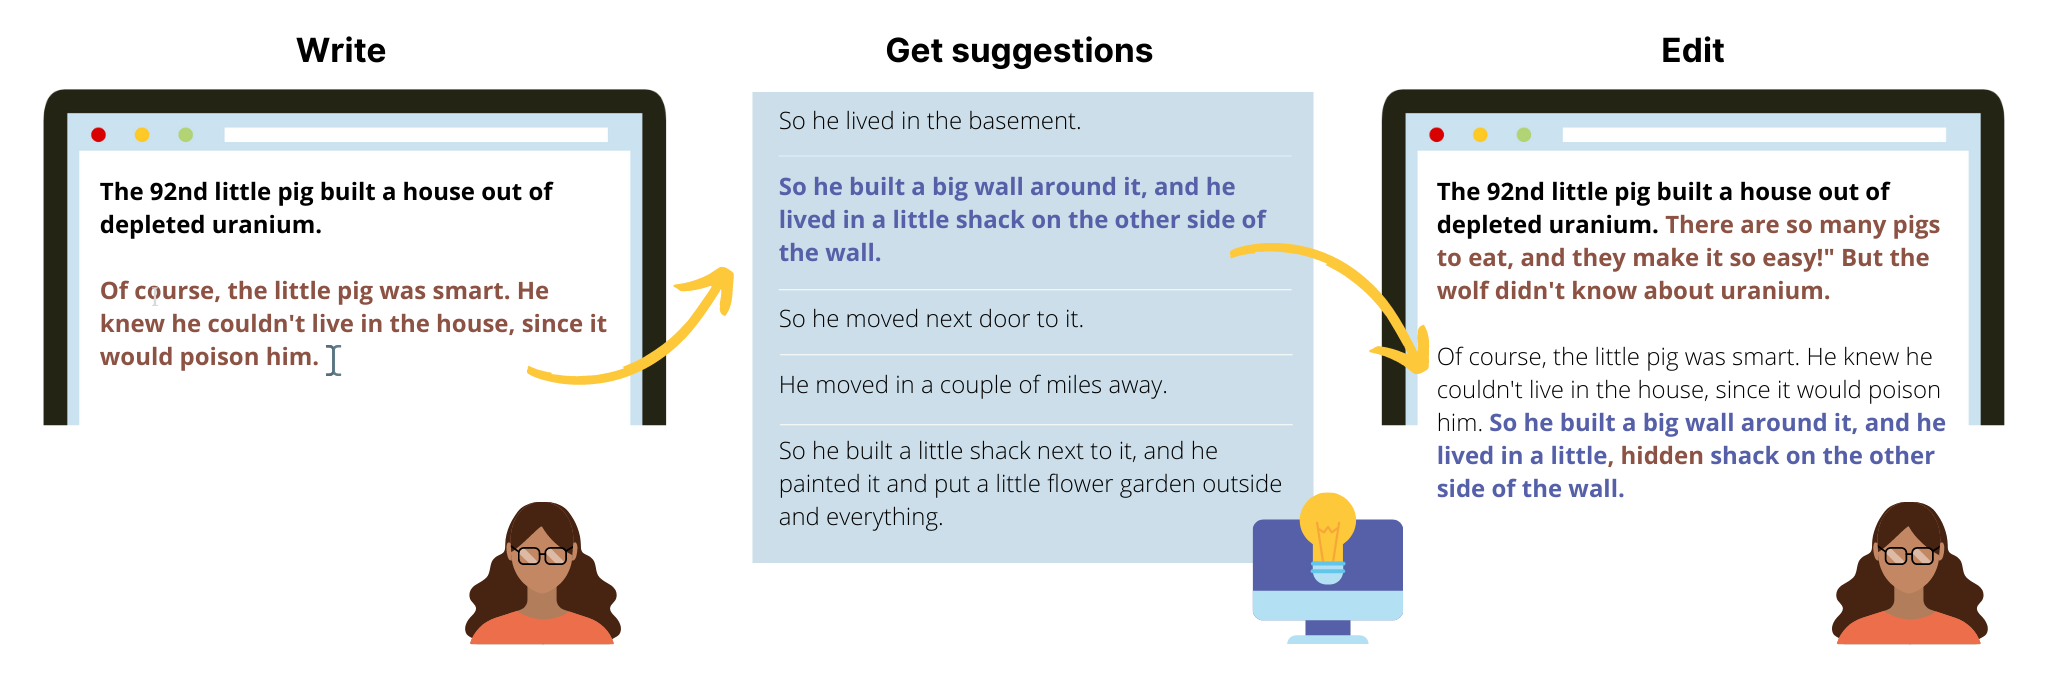 Write
The 92nd little pig built a house out of
depleted uranium.
Of course, the little pig was smart. He
knew he couldn't live in the house, since it
would poison him.
Get suggestions
So he lived in the basement.
So he built a big wall around it, and he
lived in a little shack on the other side of
the wall.
So he moved next door to it.
He moved in a couple of miles away.
So he built a little shack next to it, and he
painted it and put a little flower garden outside
and everything.
Edit
The 92nd little pig built a house out of
depleted uranium. There are so many pigs
to eat, and they make it so easy!" But the
wolf didn't know about uranium.
Of course, the little pig was smart. He knew he
couldn't live in the house, since it would poison
him. So he built a big wall around it, and he
lived in a little, hidden shack on the other
side of the wall.